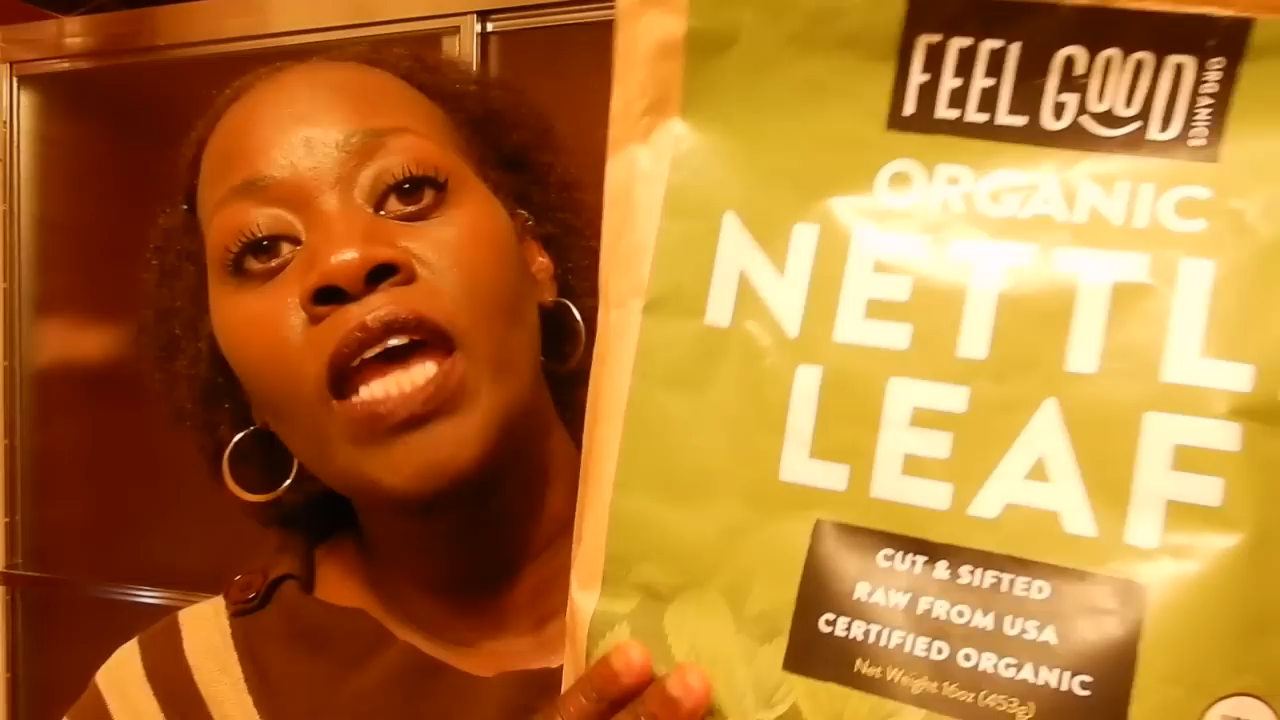 FEEL GOOD
ORGANICS
ORGANIC
NETTL
LEAF
CUT & SIFTED
RAW FROM USA
CERTIFIED ORGANIC
Net Weight 16oz (453g)